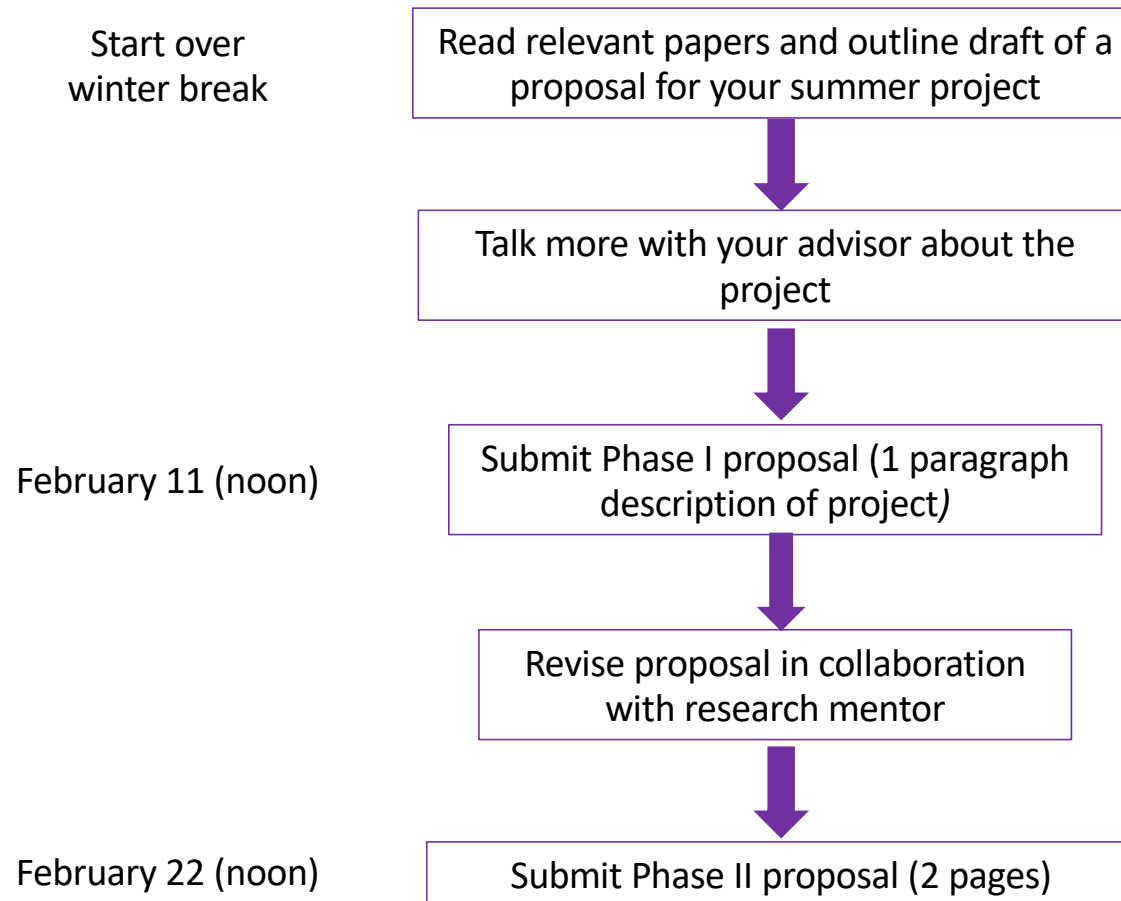 Start over
winter break
Read relevant papers and outline draft of a
proposal for your summer project
Talk more with your advisor about the
project
February 11 (noon)
Submit Phase I proposal (1 paragraph
description of project)
Revise proposal in collaboration
with research mentor
February 22 (noon)
Submit Phase II proposal (2 pages)